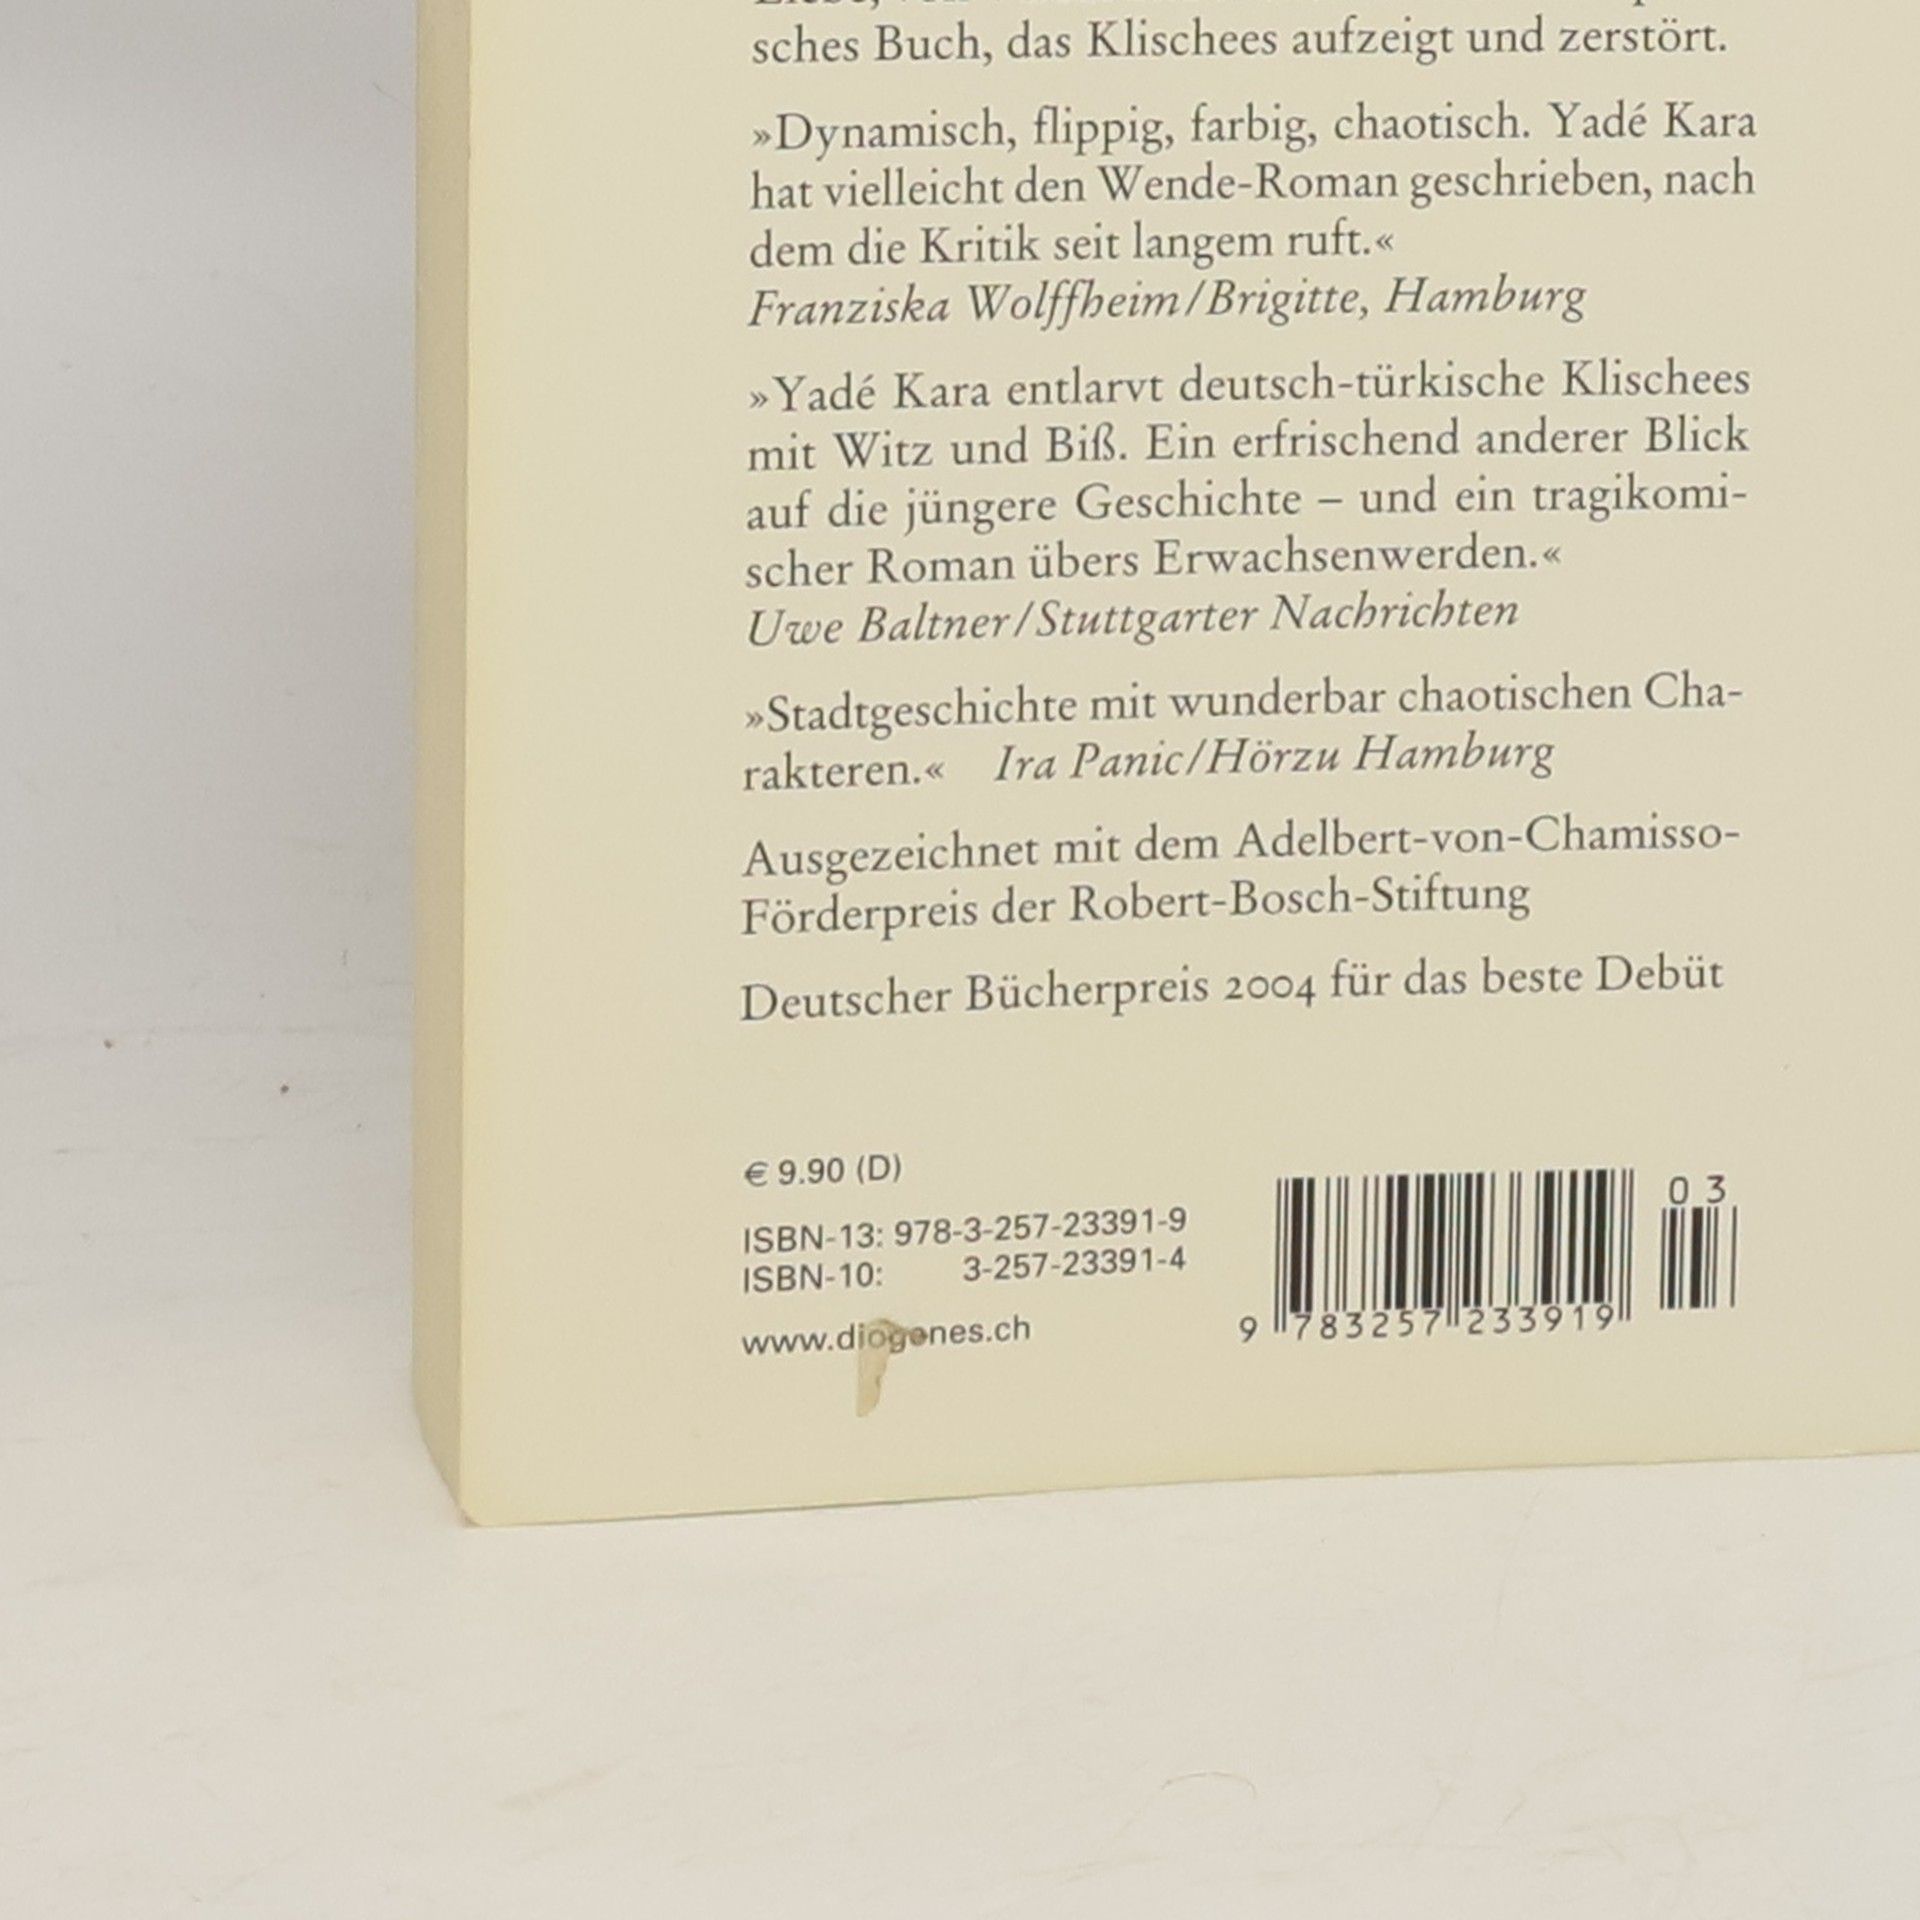 sches Buch, das Klischees aufzeigt und zerstört.
»Dynamisch, flippig, farbig, chaotisch. Yadé Kara
hat vielleicht den Wende-Roman geschrieben, nach
dem die Kritik seit langem ruft.«
Franziska Wolffheim/Brigitte, Hamburg
»Yadé Kara entlarvt deutsch-türkische Klischees
mit Witz und Biß. Ein erfrischend anderer Blick
auf die jüngere Geschichte – und ein tragikomi-
scher Roman übers Erwachsenwerden.«
Uwe Baltner/Stuttgarter Nachrichten
»Stadtgeschichte mit wunderbar chaotischen Cha-
rakteren.« Ira Panic/Hörzu Hamburg
Ausgezeichnet mit dem Adelbert-von-Chamisso-
Förderpreis der Robert-Bosch-Stiftung
Deutscher Bücherpreis 2004 für das beste Debüt
€ 9.90 (D)
ISBN-13: 978-3-257-23391-9
ISBN-10: 3-257-23391-4
www.diogenes.ch
03
9 783257 233919